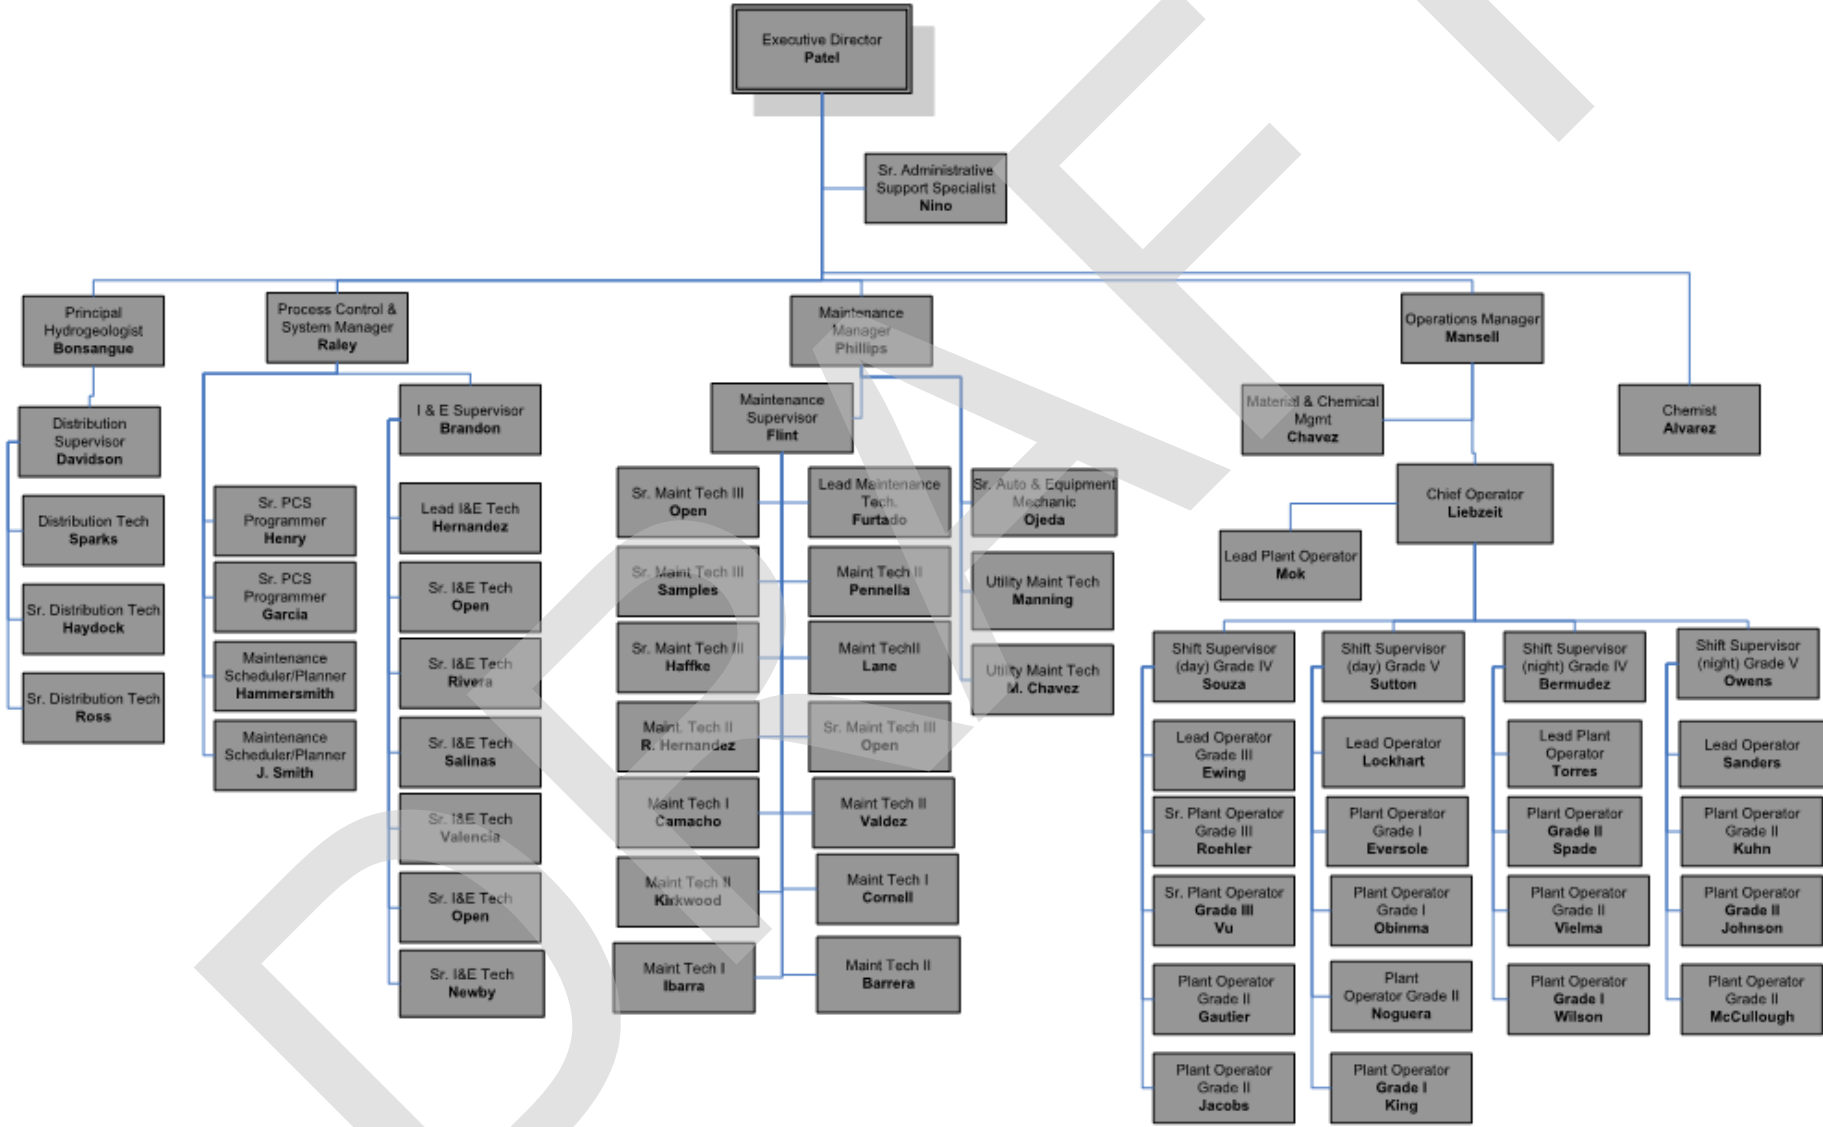 Executive Director
Patel
Sr. Administrative
Support Specialist
Nino
Principal
Hydrogeologist
Bonsangue
Process Control &
System Manager
Raley
Maintenance
Manager
Phillips
Operations Manager
Mansell
Chemist
Alvarez
Distribution
Supervisor
Davidson
Distribution Tech
Sparks
Sr. Distribution Tech
Haydock
Sr. Distribution Tech
Ross
Sr. PCS
Programmer
Henry
Sr. PCS
Programmer
Garcia
Maintenance
Scheduler/Planner
Hammersmith
Maintenance
Scheduler/Planner
J. Smith
I & E Supervisor
Brandon
Lead I&E Tech
Hernandez
Sr. I&E Tech
Open
Sr. I&E Tech
Rivera
Sr. I&E Tech
Salinas
Sr. I&E Tech
Valencia
Sr. I&E Tech
Open
Sr. I&E Tech
Newby
Maintenance
Supervisor
Flint
Sr. Maint Tech III
Open
Sr. Maint Tech III
Samples
Sr. Maint Tech III
Haffke
Maint. Tech II
R. Hernandez
Maint Tech I
Camacho
Maint Tech II
Kirkwood
Maint Tech I
Ibarra
Lead Maintenance
Tech.
Furtado
Maint Tech II
Pennella
Maint TechII
Lane
Sr. Maint Tech III
Open
Maint Tech II
Valdez
Maint Tech I
Cornell
Maint Tech II
Barrera
Sr. Auto & Equipment
Mechanic
Ojeda
Utility Maint Tech
Manning
Utility Maint Tech
M. Chavez
Material & Chemical
Mgmt
Chavez
Chief Operator
Liebzeit
Lead Plant Operator
Mok
Shift Supervisor
(day) Grade IV
Souza
Lead Operator
Grade III
Ewing
Sr. Plant Operator
Grade III
Roehler
Sr. Plant Operator
Grade III
Vu
Plant Operator
Grade II
Gautier
Plant Operator
Grade II
Jacobs
Shift Supervisor
(day) Grade V
Sutton
Lead Operator
Lockhart
Plant Operator
Grade I
Eversole
Plant Operator
Grade I
Obinma
Plant
Operator Grade II
Noguera
Plant Operator
Grade I
King
Shift Supervisor
(night) Grade IV
Bermudez
Lead Plant
Operator
Torres
Plant Operator
Grade II
Spade
Plant Operator
Grade II
Vielma
Plant Operator
Grade I
Wilson
Shift Supervisor
(night) Grade V
Owens
Lead Operator
Sanders
Plant Operator
Grade II
Kuhn
Plant Operator
Grade II
Johnson
Plant Operator
Grade II
McCullough
DRAFT